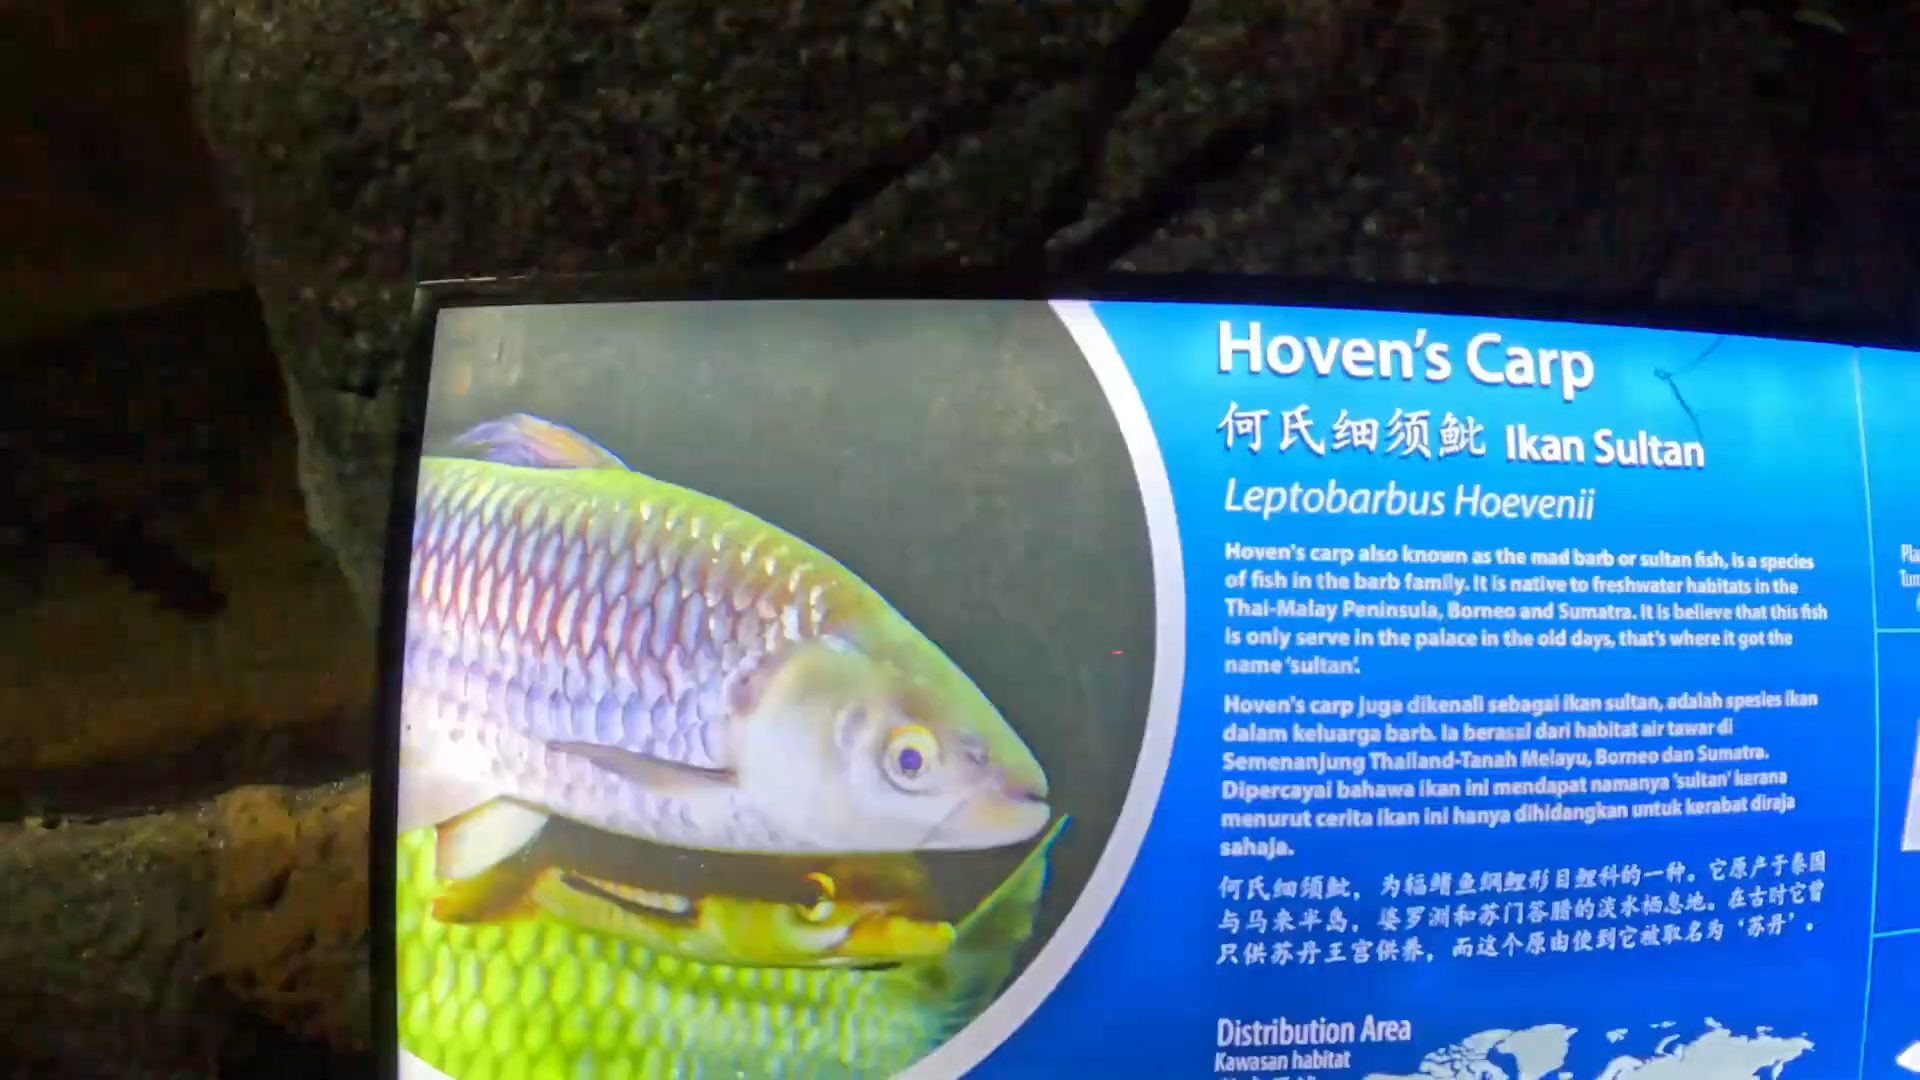 Hoven's Carp
何氏细须鲃 Ikan Sultan
Leptobarbus Hoevenii
Hoven's carp also known as the mad barb or sultan fish, is a species
of fish in the barb family. It is native to freshwater habitats in the
Thai-Malay Peninsula, Borneo and Sumatra. It is believe that this fish
is only serve in the palace in the old days, that's where it got the
name 'sultan'.
Hoven's carp juga dikenali sebagai ikan sultan, adalah spesies ikan
dalam keluarga barb. Ia berasal dari habitat air tawar di
Semenanjung Thailand-Tanah Melayu, Borneo dan Sumatra.
Dipercayai bahawa ikan ini mendapat namanya 'sultan' kerana
menurut cerita ikan ini hanya dihidangkan untuk kerabat diraja
sahaja.
何氏细须鲃，为辐鳍鱼纲鲤形目鲤科的一种。它原产于泰国
与马来半岛，婆罗洲和苏门答腊的淡水栖息地。在古时它曾
只供苏丹王宫供养，而这个原由使到它被取名为‘苏丹’。
Distribution Area
Kawasan habitat